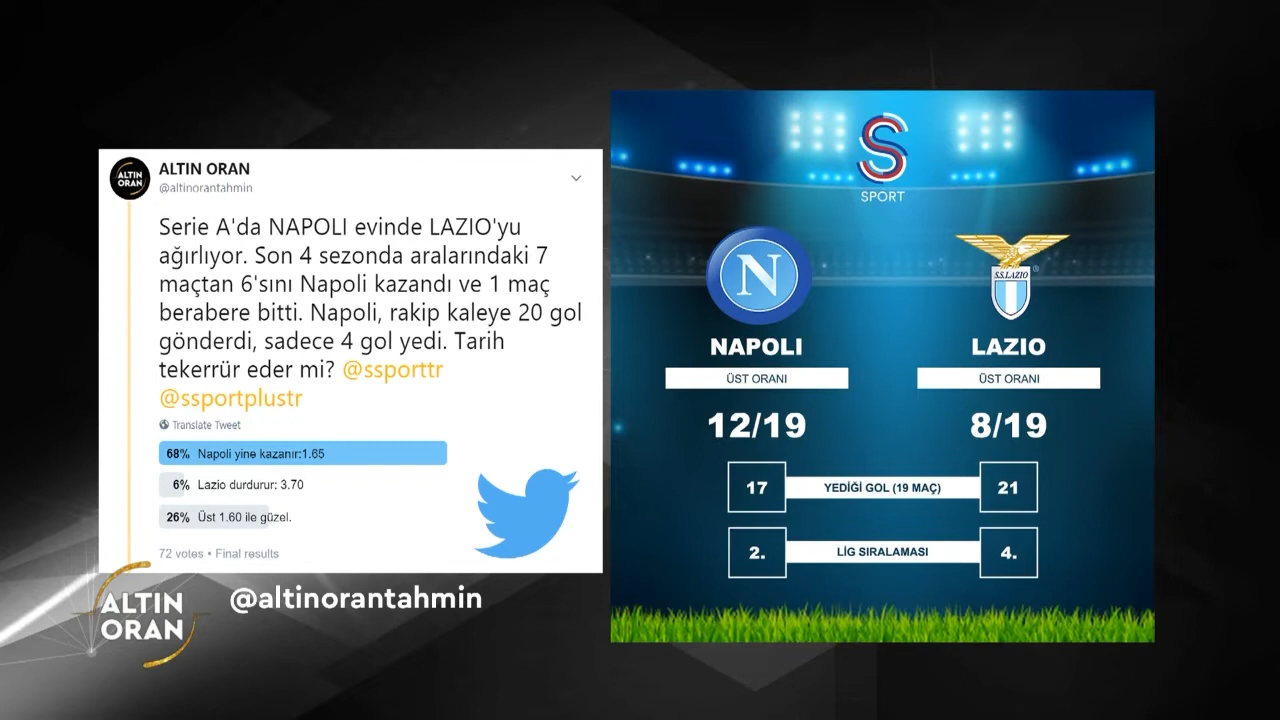 ALTIN ORAN
ALTIN
ORAN
@altinorantahmin
Serie A'da NAPOLI evinde LAZIO'yu
ağırlıyor. Son 4 sezonda aralarındaki 7
maçtan 6'sını Napoli kazandı ve 1 maç
berabere bitti. Napoli, rakip kaleye 20 gol
gönderdi, sadece 4 gol yedi. Tarih
tekerrür eder mi? @ssporttr
@ssportplustr
Translate Tweet
68% Napoli yine kazanır:1.65
6% Lazio durdurur: 3.70
26% Üst 1.60 ile güzel.
72 votes • Final results
ALTIN
ORAN
@altinorantahmin
S
SPORT
N
S.S.LAZIO
®
NAPOLI
LAZIO
ÜST ORANI
ÜST ORANI
12/19
8/19
17 YEDİĞİ GOL (19 MAÇ) 21
2. LİG SIRALAMASI 4.